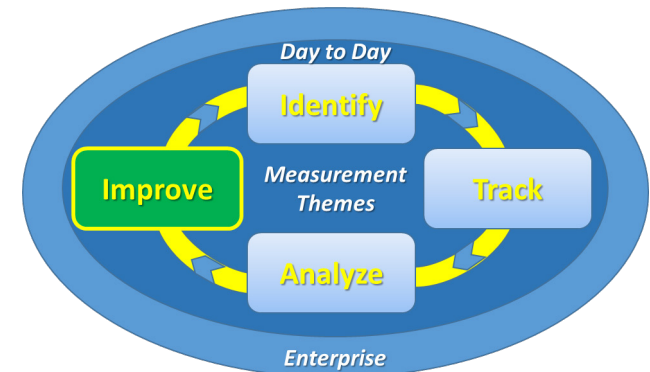 Day to Day
Identify
Improve
Measurement
Themes
Track
Analyze
Enterprise